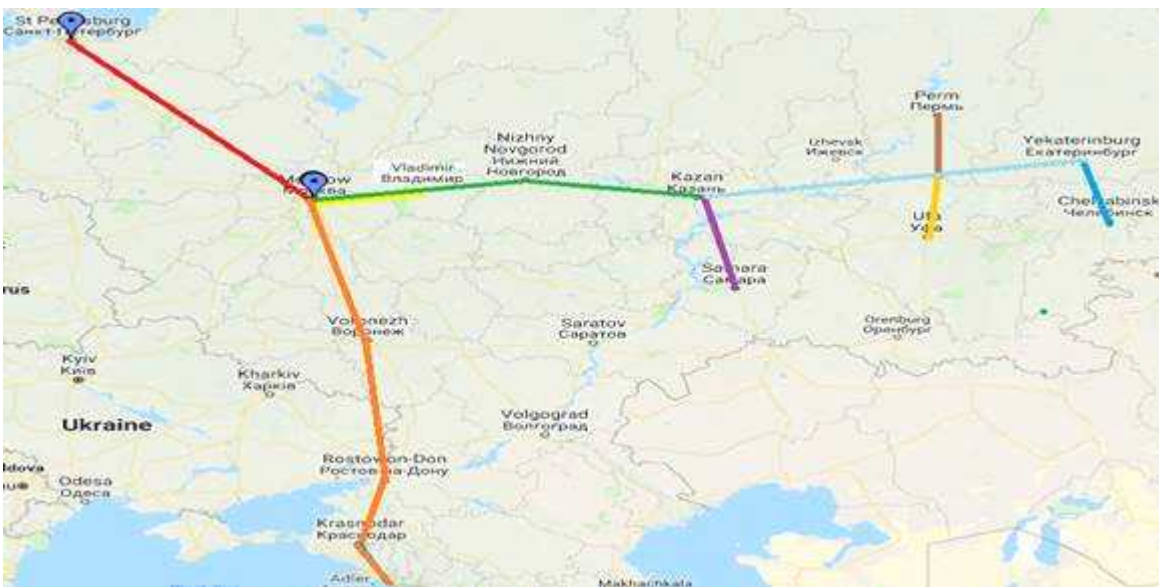 St Petersburg
Санкт-Петербург
Perm
Пермь
Nizhny
Novgorod
Нижний
Новгород
Izhevsk
Ижевск
Yekaterinburg
Екатеринбург
Vladimir
Владимир
Moscow
Москва
Kazan
Казань
Chelyabinsk
Челябинск
Ufa
Уфа
Samara
Самара
rus
Voronezh
Воронеж
Saratov
Саратов
Orenburg
Оренбург
Kyiv
Київ
Kharkiv
Харків
Ukraine
Volgograd
Волгоград
Rostov-on-Don
Ростов-на-Дону
ldova
Odesa
Одеса
Krasnodar
Краснодар
Adler
Makhachkala